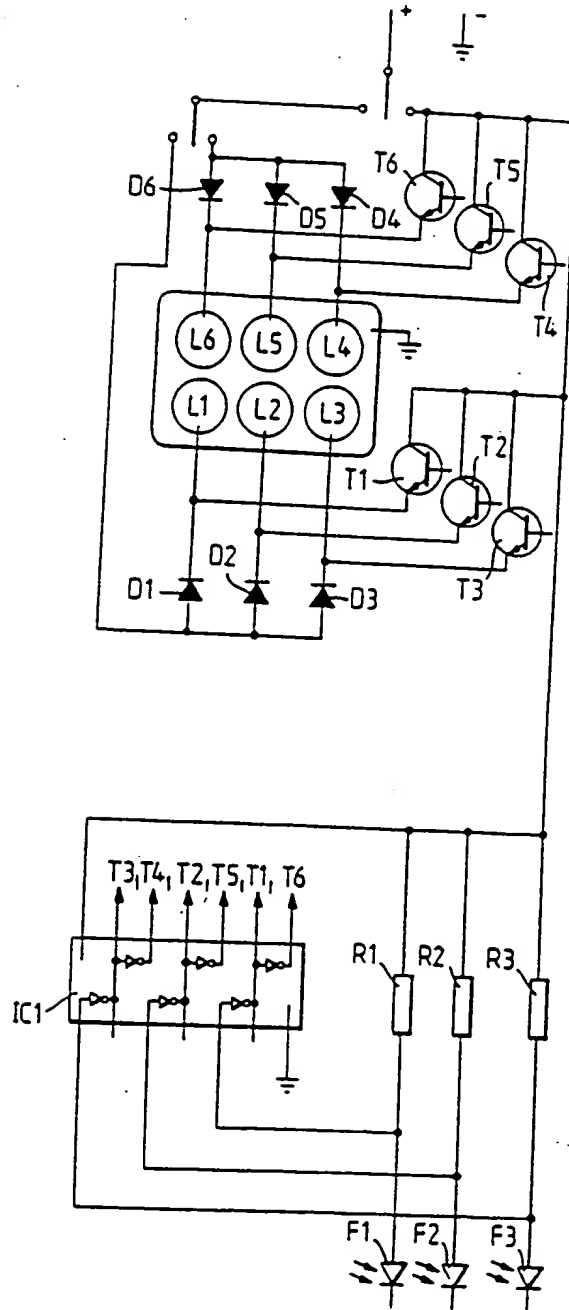 + -
T6 T5
D6 D5 D4
T4
L6 L5 L4
L1 L2 L3
T2
T1
D2 T3
D1 D3
T3, T4, T2, T5, T1, T6
R1 R2 R3
IC1
F1 F2 F3